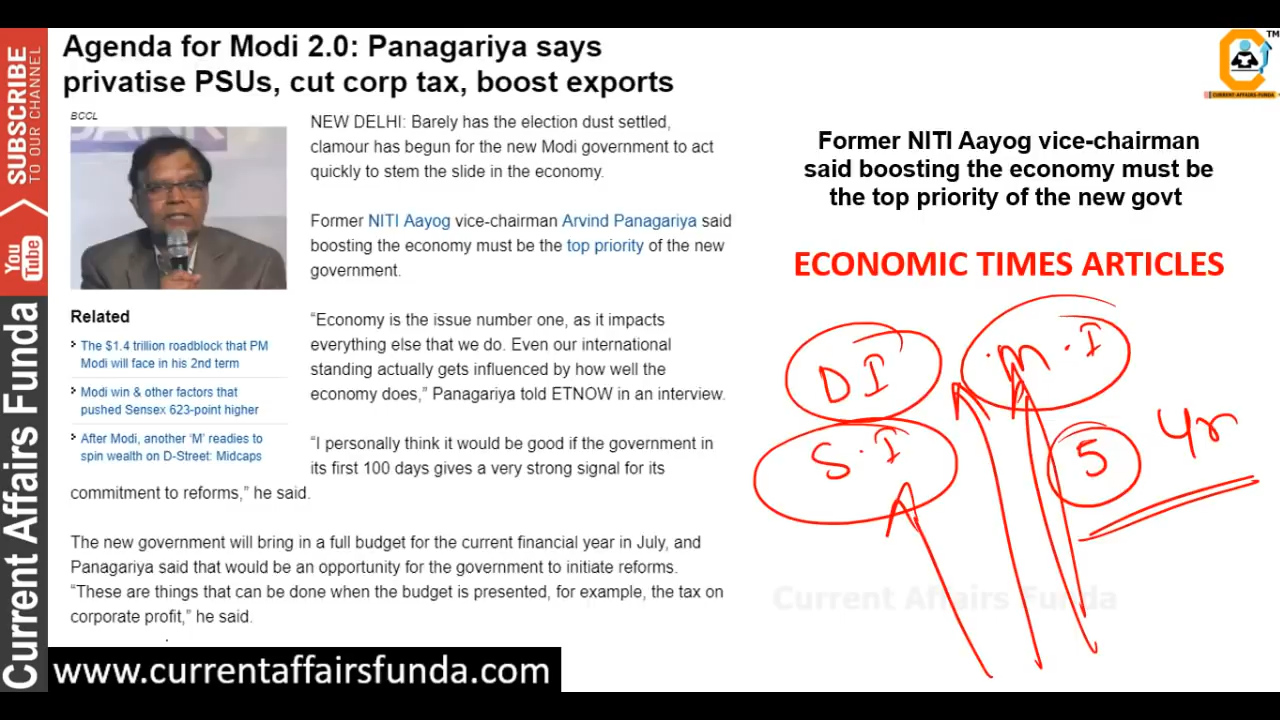 SUBSCRIBE
TO OUR CHANNEL
You
Tube
Current Affairs Funda
Agenda for Modi 2.0: Panagariya says
privatise PSUs, cut corp tax, boost exports
BCCL
NEW DELHI: Barely has the election dust settled,
clamour has begun for the new Modi government to act
quickly to stem the slide in the economy.
Former NITI Aayog vice-chairman Arvind Panagariya said
boosting the economy must be the top priority of the new
government.
Related
The $1.4 trillion roadblock that PM
Modi will face in his 2nd term
Modi win & other factors that
pushed Sensex 623-point higher
After Modi, another ‘M’ readies to
spin wealth on D-Street: Midcaps
“Economy is the issue number one, as it impacts
everything else that we do. Even our international
standing actually gets influenced by how well the
economy does,” Panagariya told ETNOW in an interview.
“I personally think it would be good if the government in
its first 100 days gives a very strong signal for its
commitment to reforms,” he said.
The new government will bring in a full budget for the current financial year in July, and
Panagariya said that would be an opportunity for the government to initiate reforms.
“These are things that can be done when the budget is presented, for example, the tax on
corporate profit,” he said.
www.currentaffairsfunda.com
TM
CURRENT-AFFAIRS-FUNDA
Former NITI Aayog vice-chairman
said boosting the economy must be
the top priority of the new govt
ECONOMIC TIMES ARTICLES
DI
M.I
S.I
5 Yr
Current Affairs Funda